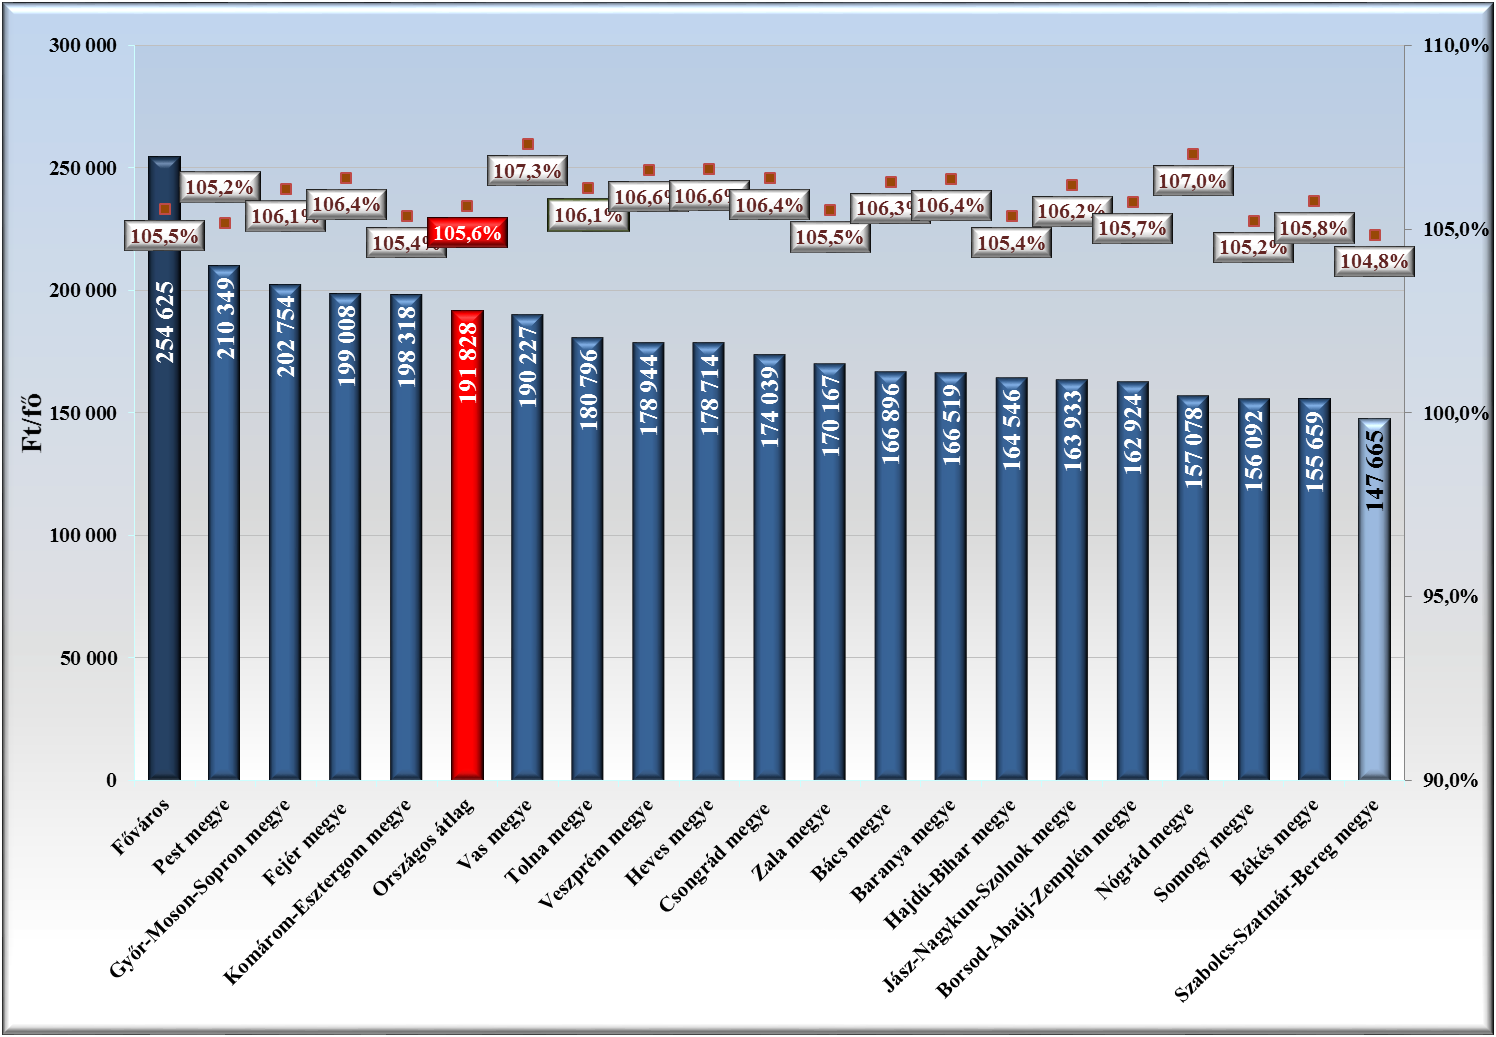 300 000
250 000
200 000
150 000
100 000
50 000
0
Ft/fő
110,0%
105,0%
100,0%
95,0%
90,0%
105,5%
105,2%
106,1%
106,4%
105,4%
105,6%
107,3%
106,1%
106,6%
106,6%
106,4%
105,5%
106,3%
106,4%
105,4%
106,2%
105,7%
107,0%
105,2%
105,8%
104,8%
254 625
210 349
202 754
199 008
198 318
191 828
190 227
180 796
178 944
178 714
174 039
170 167
166 896
166 519
164 546
163 933
162 924
157 078
156 092
155 659
147 665
Főváros
Pest megye
Győr-Moson-Sopron megye
Fejér megye
Komárom-Esztergom megye
Országos átlag
Vas megye
Tolna megye
Veszprém megye
Heves megye
Csongrád megye
Zala megye
Bács megye
Baranya megye
Hajdú-Bihar megye
Jász-Nagykun-Szolnok megye
Borsod-Abaúj-Zemplén megye
Nógrád megye
Somogy megye
Békés megye
Szabolcs-Szatmár-Bereg megye